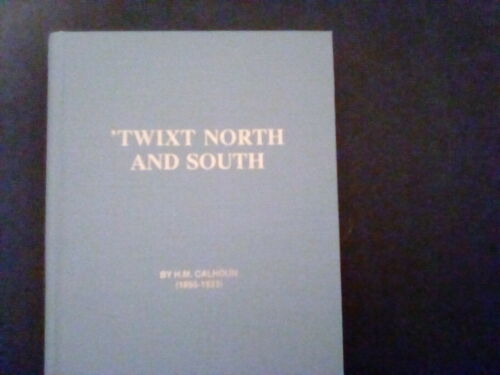 'TWIXT NORTH
AND SOUTH
BY H.M. CALHOUN